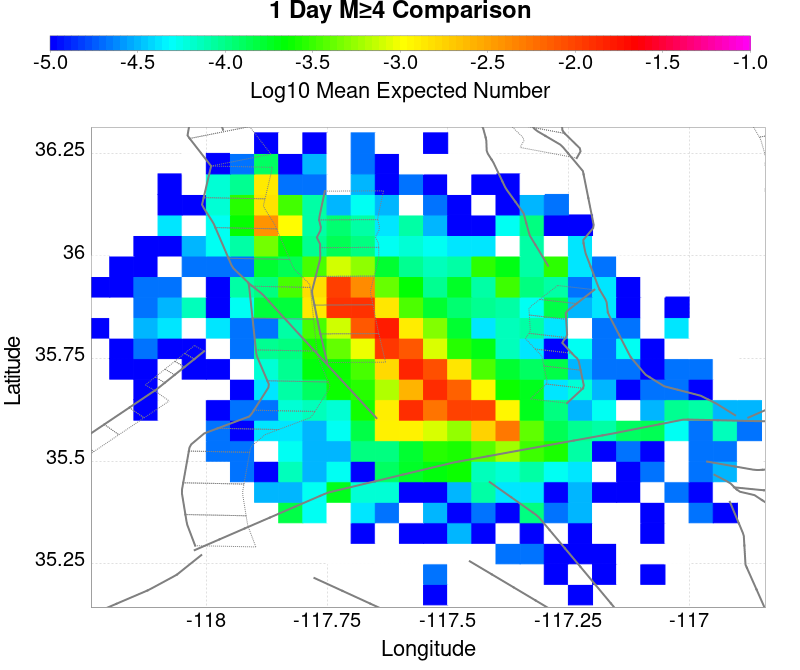 1 Day M≥4 Comparison
-5.0 -4.5 -4.0 -3.5 -3.0 -2.5 -2.0 -1.5 -1.0
Log10 Mean Expected Number
36.25
36
35.75
35.5
35.25
Latitude
-118 -117.75 -117.5 -117.25 -117
Longitude